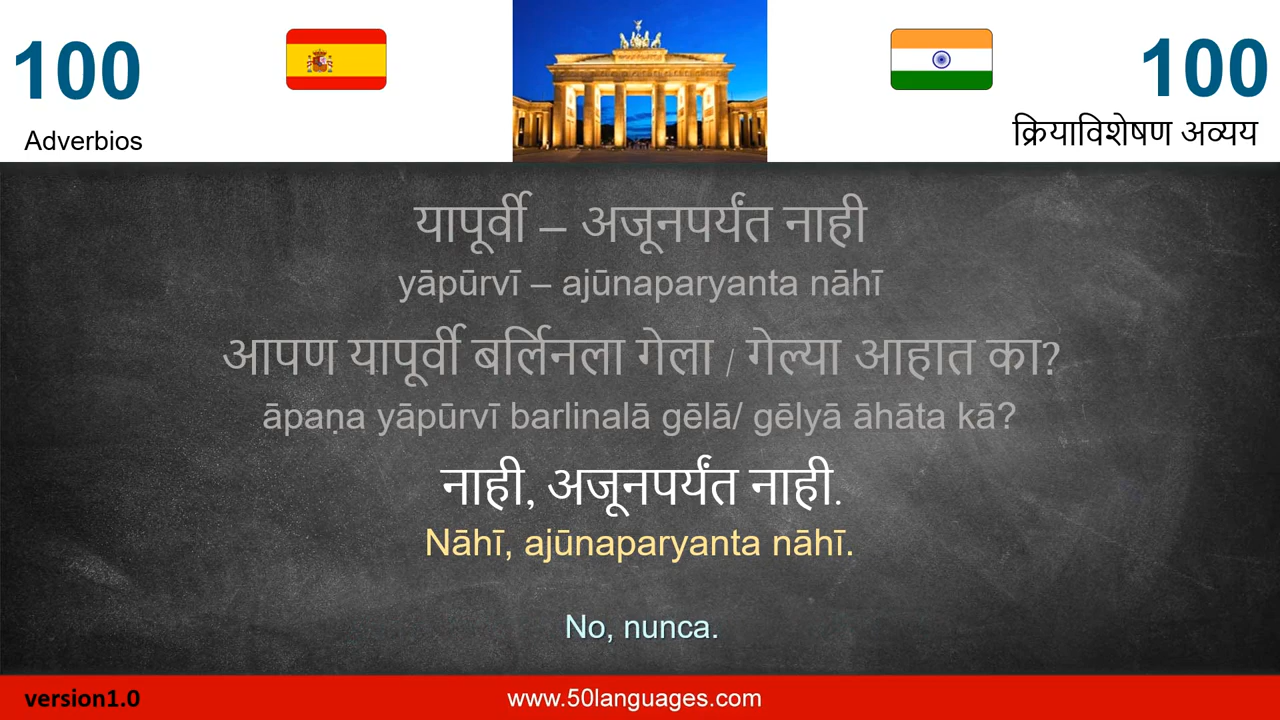 100
Adverbios
100
क्रियाविशेषण अव्यय
यापूर्वी – अजूनपर्यंत नाही
yāpūrvī – ajūnaparyanta nāhī
आपण यापूर्वी बर्लिनला गेला / गेल्या आहात का?
āpaṇa yāpūrvī barlinalā gēlā/ gēlyā āhāta kā?
नाही, अजूनपर्यंत नाही.
Nāhī, ajūnaparyanta nāhī.
No, nunca.
version1.0
www.50languages.com